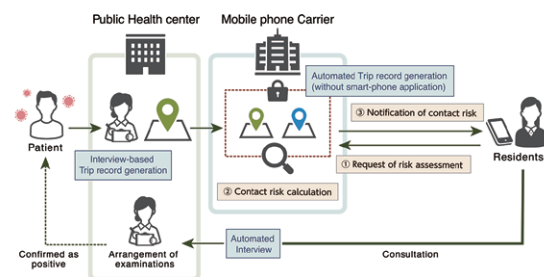 Public Health center
Mobile phone Carrier
Automated Trip record generation
(without smart-phone application)
③ Notification of contact risk
Patient
Interview-based
Trip record generation
① Request of risk assessment
Residents
② Contact risk calculation
Automated
Interview
Confirmed as
positive
Arrangement of
examinations
Consultation